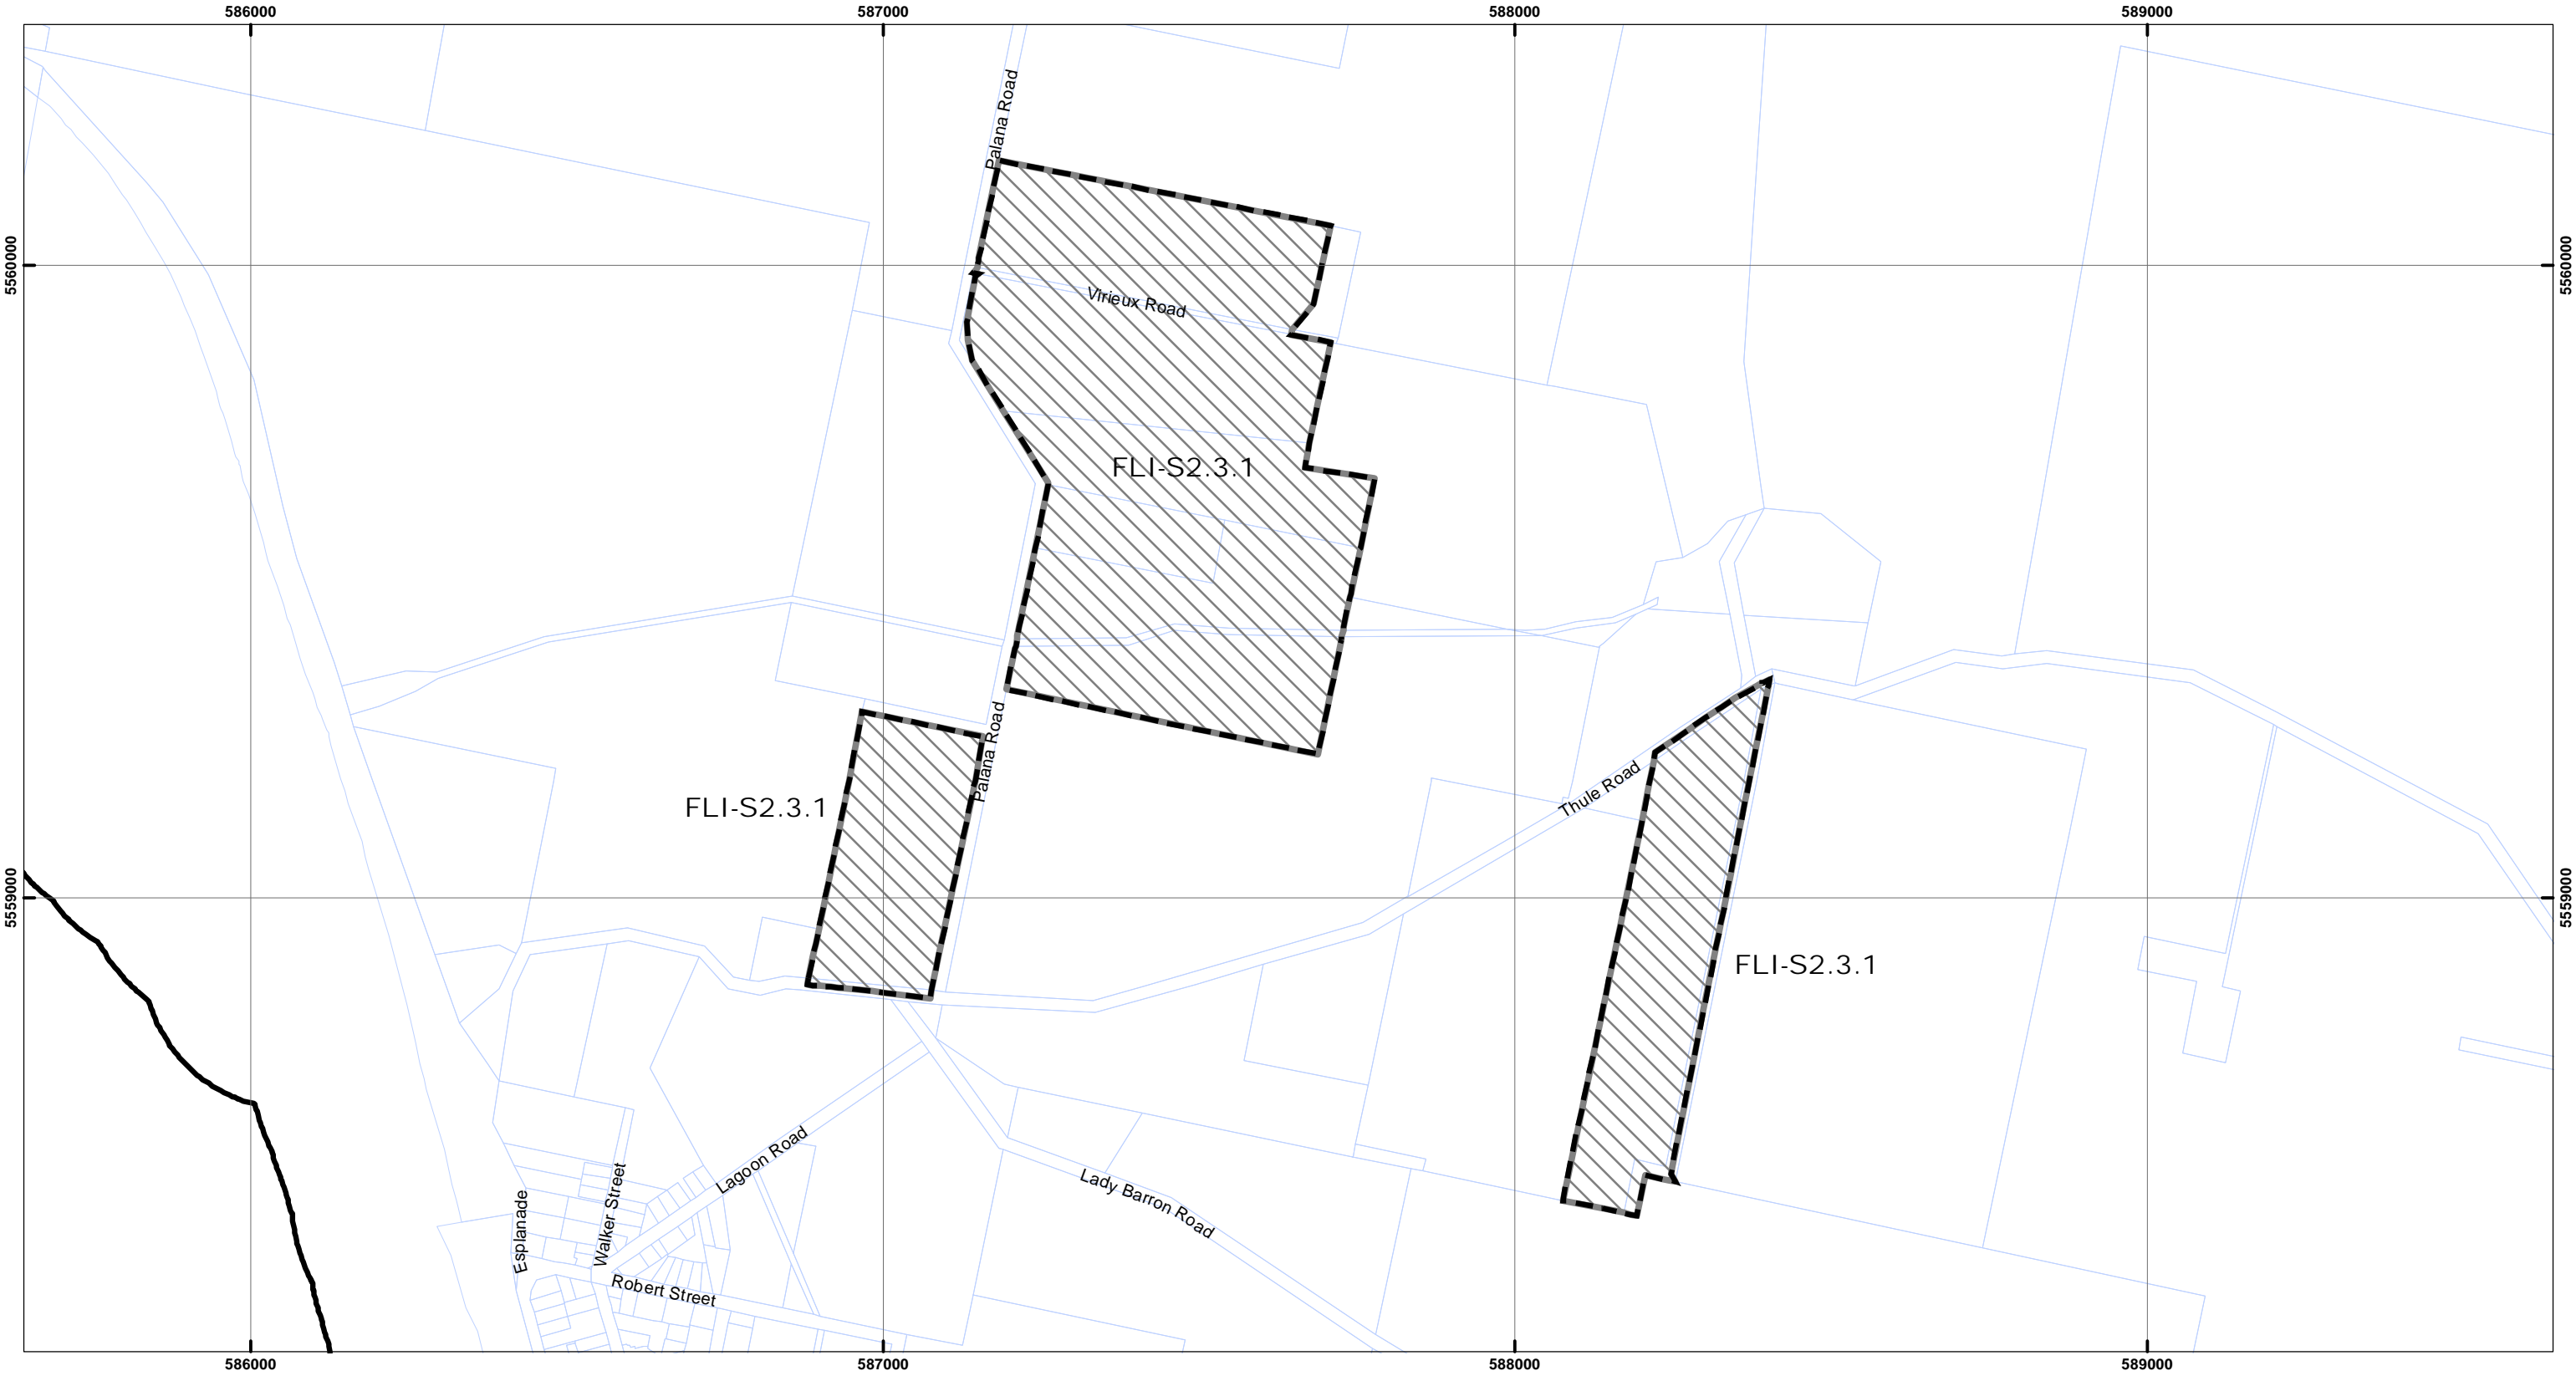 586000
587000
588000
589000
Palana Road
5560000
5560000
Virieux Road
FLI-S2.3.1
Palana Road
Thule Road
FLI-S2.3.1
5559000
5559000
FLI-S2.3.1
Lagoon Road
Walker Street
Esplanade
Lady Barron Road
Robert Street
586000
587000
588000
589000